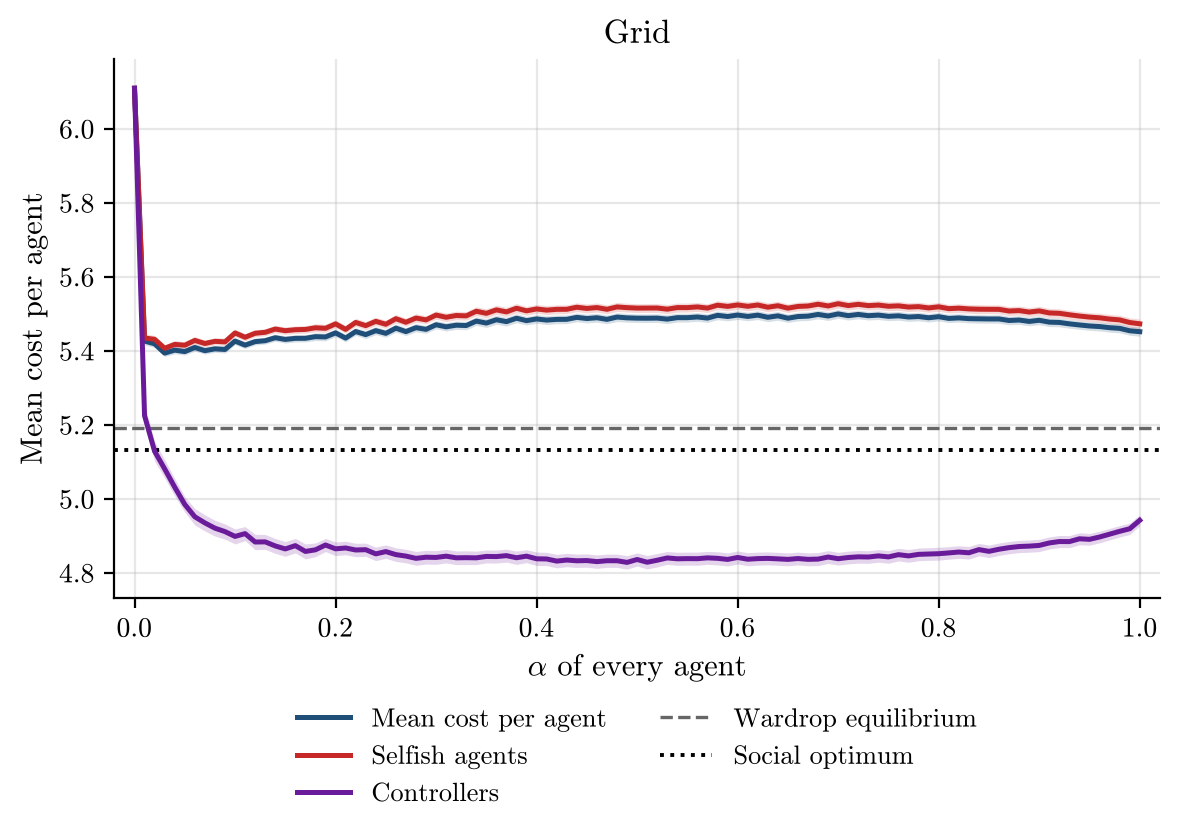 Grid
Mean cost per agent
6.0
5.8
5.6
5.4
5.2
5.0
4.8
0.0 0.2 0.4 0.6 0.8 1.0
α of every agent
Mean cost per agent
Selfish agents
Controllers
Wardrop equilibrium
Social optimum